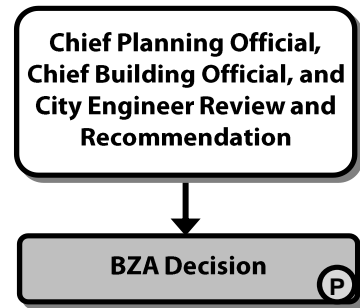 Chief Planning Official,
Chief Building Official, and
City Engineer Review and
Recommendation
BZA Decision
P